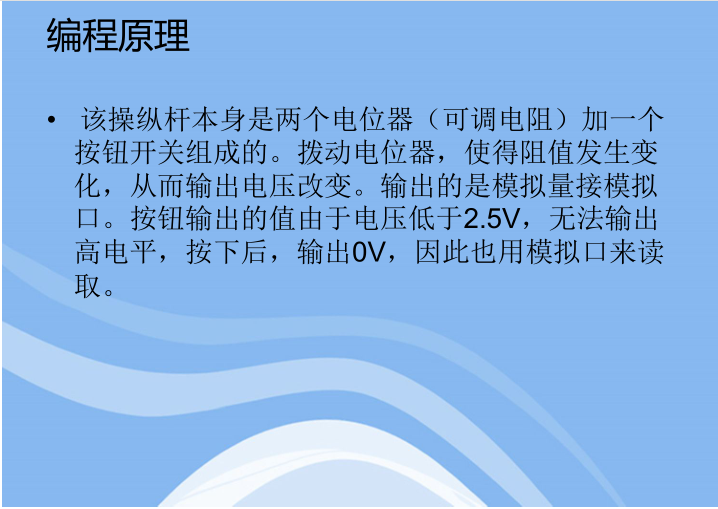 编程原理
• 该操纵杆本身是两个电位器（可调电阻）加一个
按钮开关组成的。拨动电位器，使得阻值发生变
化，从而输出电压改变。输出的是模拟量接模拟
口。按钮输出的值由于电压低于2.5V，无法输出
高电平，按下后，输出0V，因此也用模拟口来读
取。